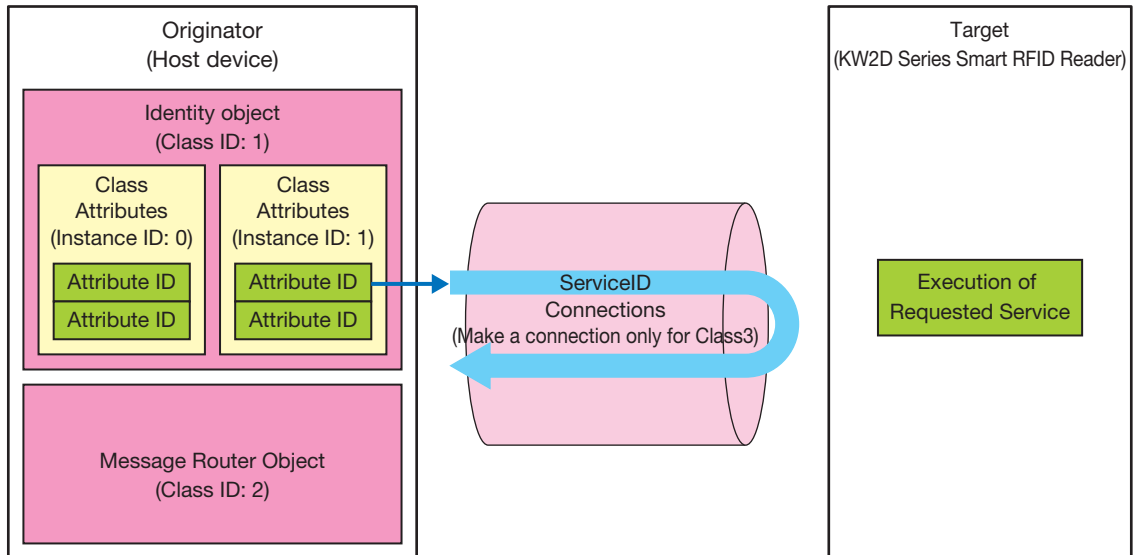 Originator
(Host device)
Identity object
(Class ID: 1)
Class
Attributes
(Instance ID: 0)
Attribute ID
Attribute ID
Class
Attributes
(Instance ID: 1)
Attribute ID
Attribute ID
Message Router Object
(Class ID: 2)
ServiceID
Connections
(Make a connection only for Class3)
Target
(KW2D Series Smart RFID Reader)
Execution of
Requested Service